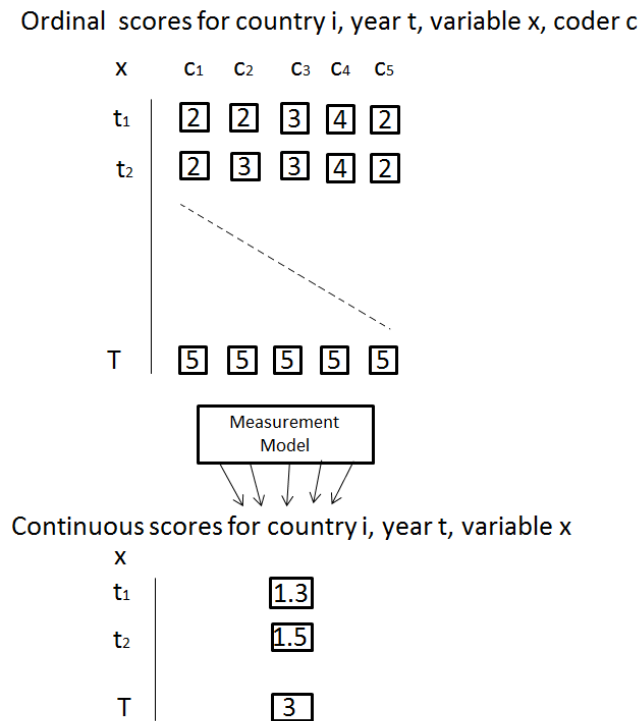 Ordinal scores for country i, year t, variable x, coder c
x c1 c2 c3 c4 c5
t1 2 2 3 4 2
t2 2 3 3 4 2
T 5 5 5 5 5
Measurement
Model
Continuous scores for country i, year t, variable x
x
t1 1.3
t2 1.5
T 3